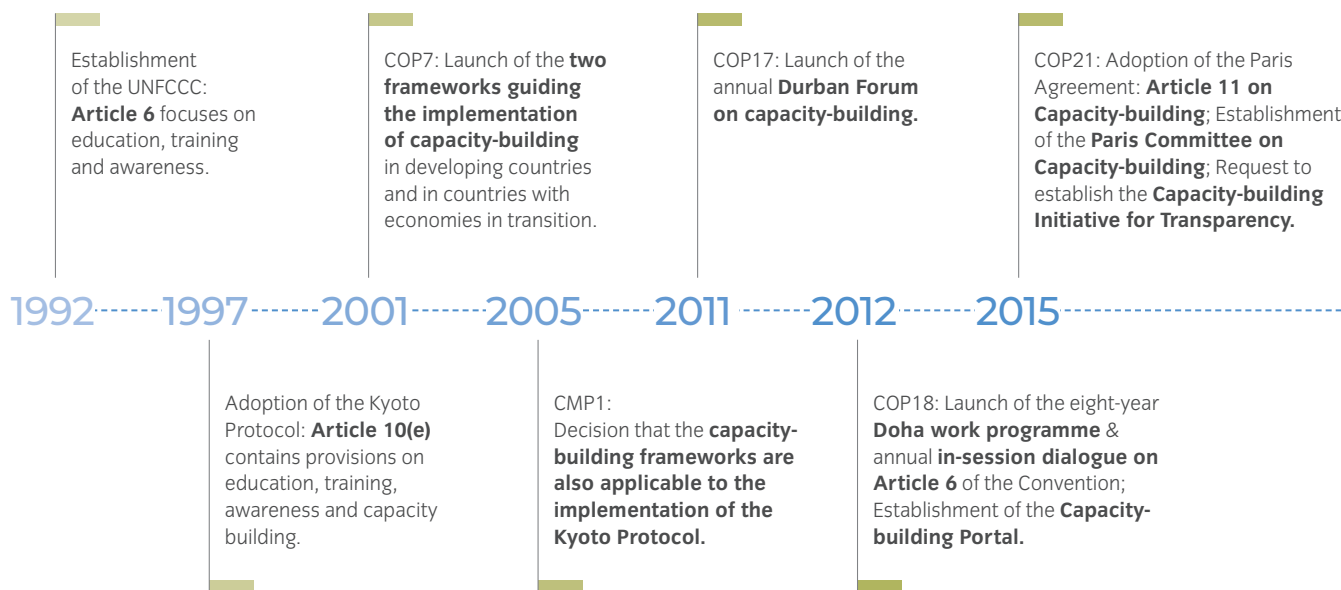 Establishment
of the UNFCCC:
Article 6 focuses on
education, training
and awareness.
COP7: Launch of the two
frameworks guiding
the implementation
of capacity-building
in developing countries
and in countries with
economies in transition.
COP17: Launch of the
annual Durban Forum
on capacity-building.
COP21: Adoption of the Paris
Agreement: Article 11 on
Capacity-building; Establishment
of the Paris Committee on
Capacity-building; Request to
establish the Capacity-building
Initiative for Transparency.
1992 1997 2001 2005 2011 2012 2015
Adoption of the Kyoto
Protocol: Article 10(e)
contains provisions on
education, training,
awareness and capacity
building.
CMP1:
Decision that the capacity-
building frameworks are
also applicable to the
implementation of the
Kyoto Protocol.
COP18: Launch of the eight-year
Doha work programme &
annual in-session dialogue on
Article 6 of the Convention;
Establishment of the Capacity-
building Portal.